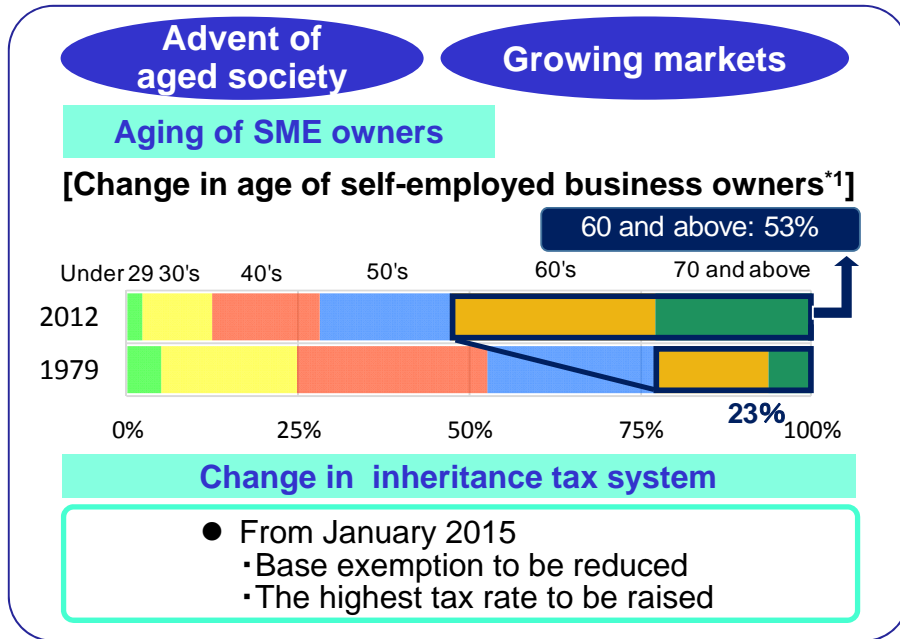 Advent of
aged society
Growing markets
Aging of SME owners
[Change in age of self-employed business owners*1]
60 and above: 53%
Under 29 30's 40's 50's 60's 70 and above
2012
1979
23%
0% 25% 50% 75% 100%
Change in inheritance tax system
● From January 2015
・Base exemption to be reduced
・The highest tax rate to be raised